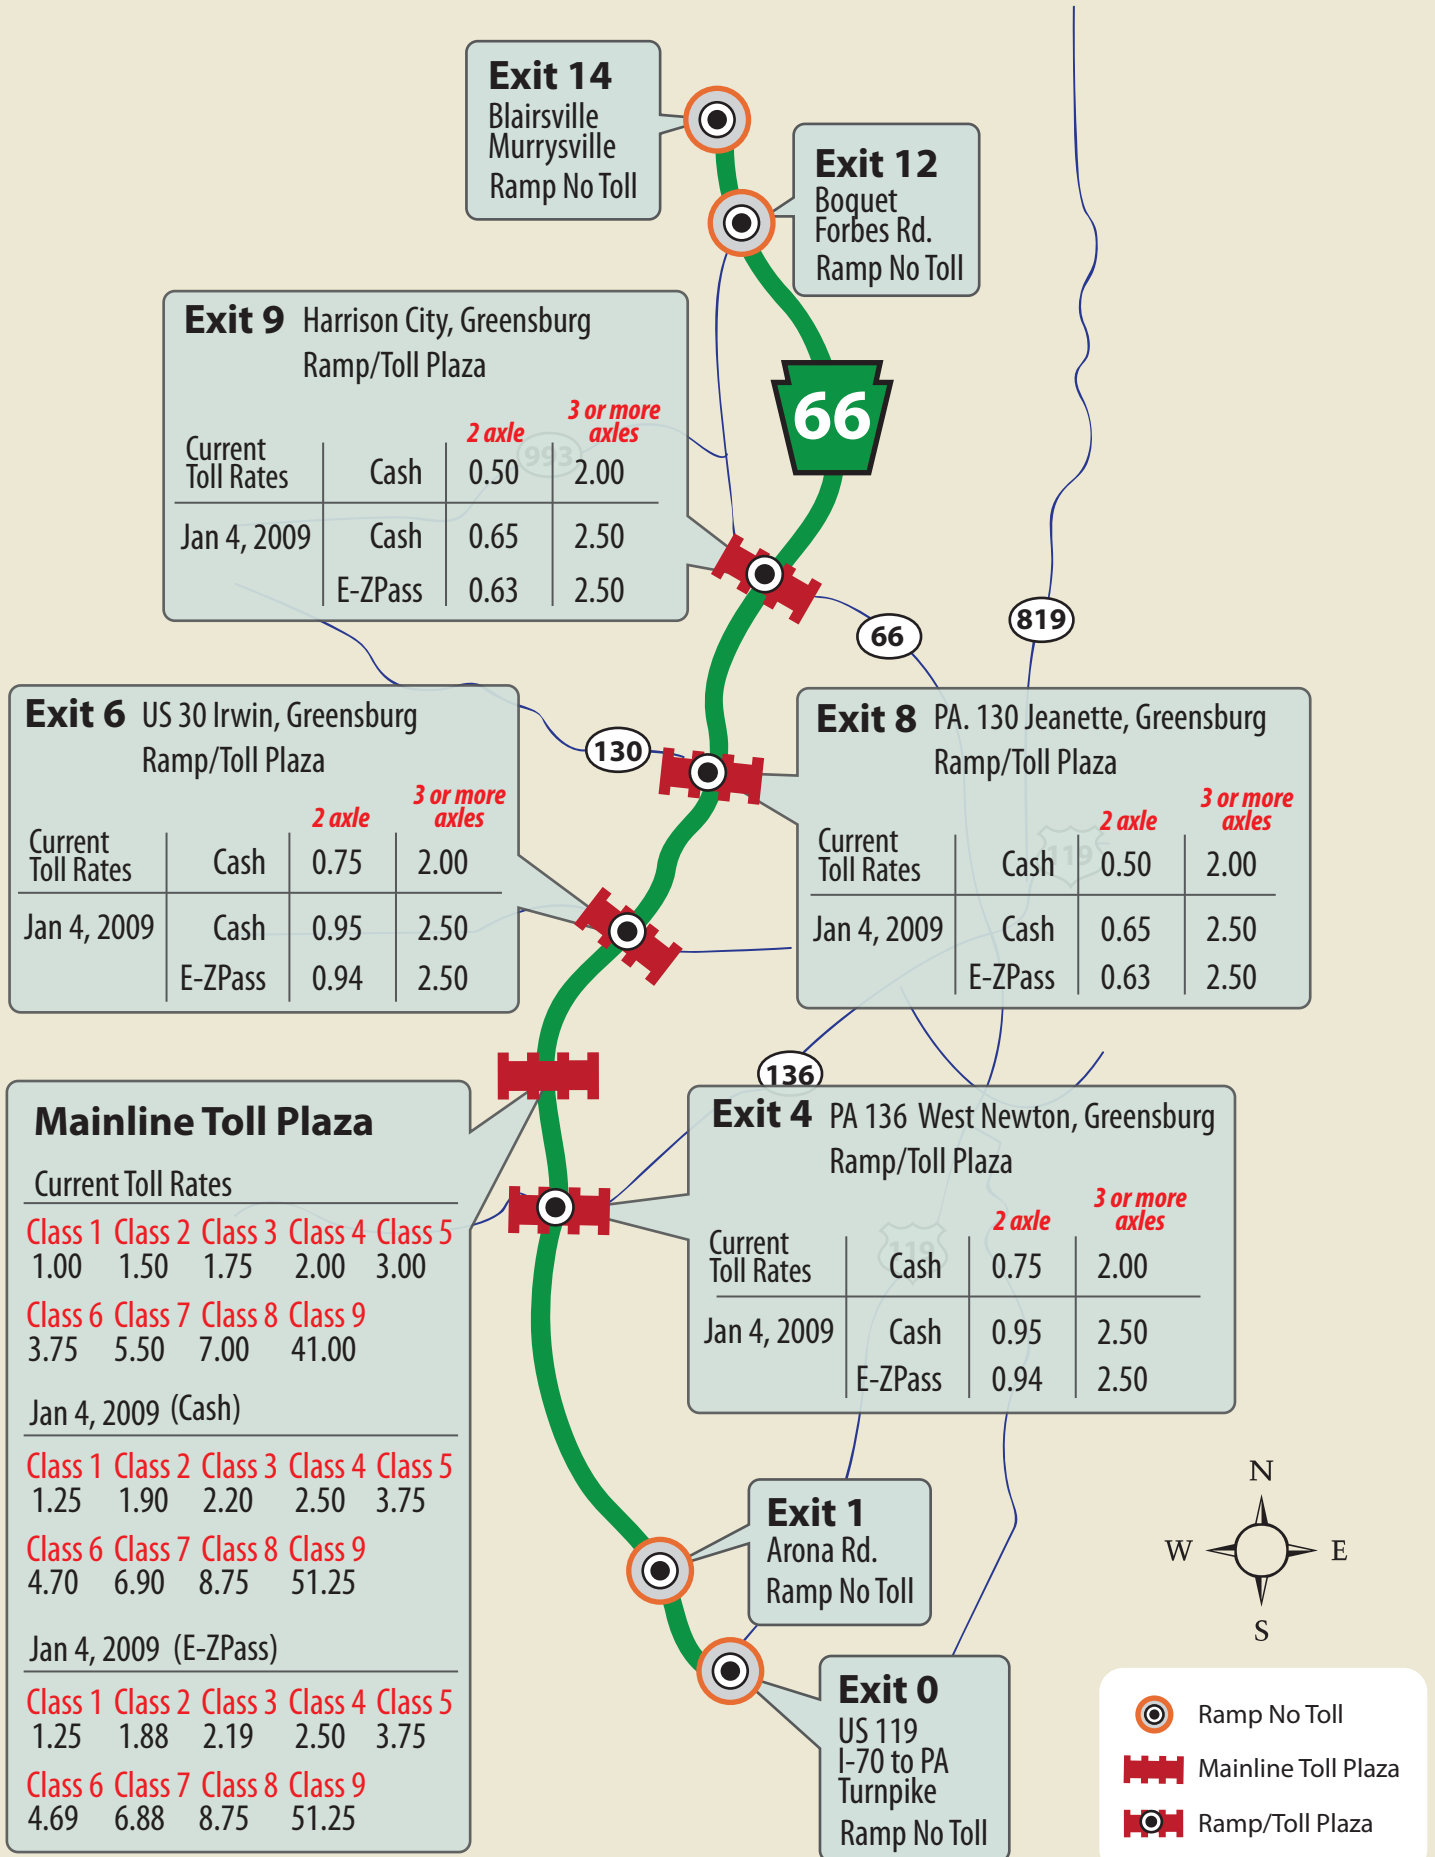 Exit 14
Blairsville
Murrysville
Ramp No Toll
Exit 12
Boquet
Forbes Rd.
Ramp No Toll
Exit 9 Harrison City, Greensburg
Ramp/Toll Plaza
2 axle 3 or more axles
Current Toll Rates Cash 0.50 2.00
Jan 4, 2009 Cash 0.65 2.50
E-ZPass 0.63 2.50
993
66
66
819
Exit 6 US 30 Irwin, Greensburg
Ramp/Toll Plaza
2 axle 3 or more axles
Current Toll Rates Cash 0.75 2.00
Jan 4, 2009 Cash 0.95 2.50
E-ZPass 0.94 2.50
130
Exit 8 PA. 130 Jeanette, Greensburg
Ramp/Toll Plaza
2 axle 3 or more axles
Current Toll Rates Cash 0.50 2.00
Jan 4, 2009 Cash 0.65 2.50
E-ZPass 0.63 2.50
119
136
Mainline Toll Plaza
Current Toll Rates
Class 1 Class 2 Class 3 Class 4 Class 5
1.00 1.50 1.75 2.00 3.00
Class 6 Class 7 Class 8 Class 9
3.75 5.50 7.00 41.00
Jan 4, 2009 (Cash)
Class 1 Class 2 Class 3 Class 4 Class 5
1.25 1.90 2.20 2.50 3.75
Class 6 Class 7 Class 8 Class 9
4.70 6.90 8.75 51.25
Jan 4, 2009 (E-ZPass)
Class 1 Class 2 Class 3 Class 4 Class 5
1.25 1.88 2.19 2.50 3.75
Class 6 Class 7 Class 8 Class 9
4.69 6.88 8.75 51.25
Exit 4 PA 136 West Newton, Greensburg
Ramp/Toll Plaza
2 axle 3 or more axles
Current Toll Rates Cash 0.75 2.00
Jan 4, 2009 Cash 0.95 2.50
E-ZPass 0.94 2.50
119
Exit 1
Arona Rd.
Ramp No Toll
Exit 0
US 119
I-70 to PA
Turnpike
Ramp No Toll
N
W E
S
Ramp No Toll
Mainline Toll Plaza
Ramp/Toll Plaza